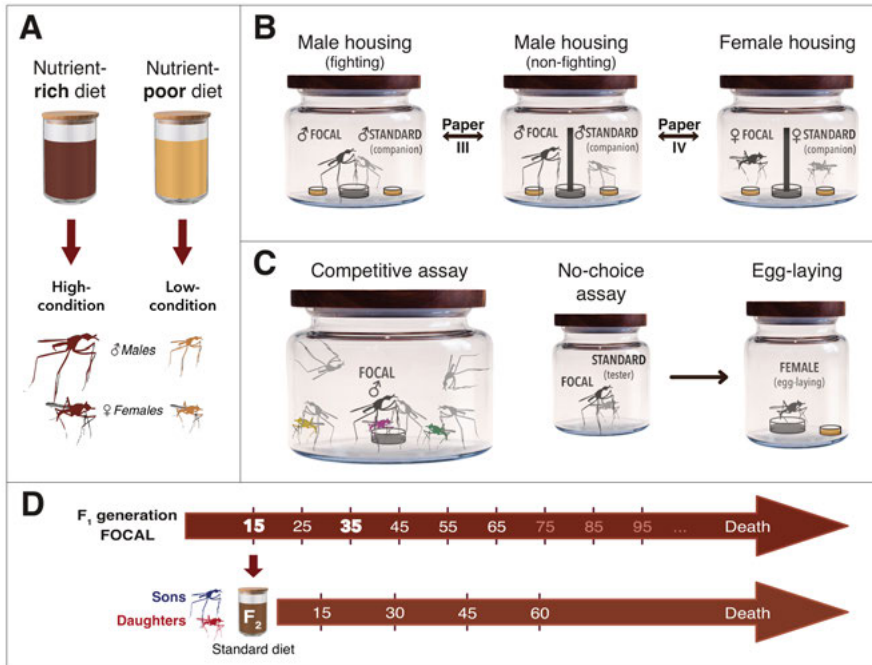 A
Nutrient-
rich diet
Nutrient-
poor diet
High-
condition
Low-
condition
♂ Males
♀ Females
B
Male housing
(fighting)
♂ FOCAL
♂ STANDARD
(companion)
Paper
III
Male housing
(non-fighting)
♂ FOCAL
♂ STANDARD
(companion)
Paper
IV
Female housing
♀ FOCAL
♀ STANDARD
(companion)
C
Competitive assay
FOCAL
♂
No-choice
assay
STANDARD
(tester)
FOCAL
Egg-laying
FEMALE
(egg-laying)
D
F₁ generation
FOCAL
15 25 35 45 55 65 75 85 95 ... Death
Sons
Daughters
F₂
Standard diet
15 30 45 60 Death